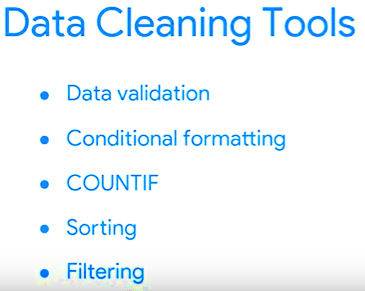 Data Cleaning Tools
• Data validation
• Conditional formatting
• COUNTIF
• Sorting
• Filtering